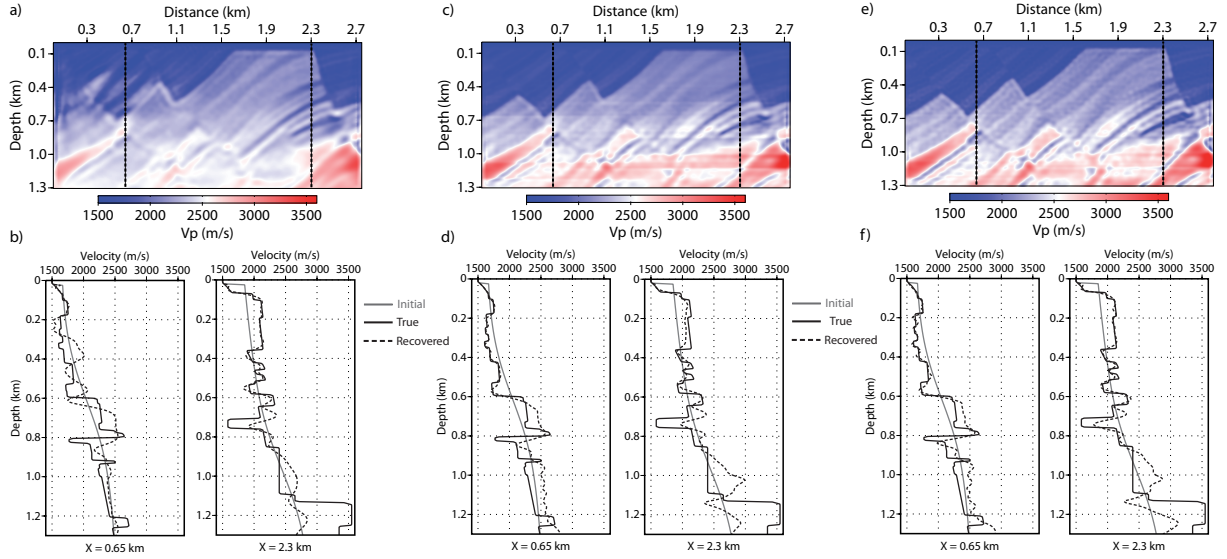 a)
Distance (km)
0.3 0.7 1.1 1.5 1.9 2.3 2.7
Depth (km)
0.1
0.4
0.7
1.0
1.3
1500 2000 2500 3000 3500
Vp (m/s)
c)
Distance (km)
0.3 0.7 1.1 1.5 1.9 2.3 2.7
Depth (km)
0.1
0.4
0.7
1.0
1.3
1500 2000 2500 3000 3500
Vp (m/s)
e)
Distance (km)
0.3 0.7 1.1 1.5 1.9 2.3 2.7
Depth (km)
0.1
0.4
0.7
1.0
1.3
1500 2000 2500 3000 3500
Vp (m/s)
b)
Velocity (m/s)
1500 2000 2500 3000 3500
Depth (km)
0
0.2
0.4
0.6
0.8
1.0
1.2
X = 0.65 km
Velocity (m/s)
1500 2000 2500 3000 3500
X = 2.3 km
Initial
True
Recovered
d)
Velocity (m/s)
1500 2000 2500 3000 3500
Depth (km)
0
0.2
0.4
0.6
0.8
1.0
1.2
X = 0.65 km
Velocity (m/s)
1500 2000 2500 3000 3500
X = 2.3 km
Initial
True
Recovered
f)
Velocity (m/s)
1500 2000 2500 3000 3500
Depth (km)
0
0.2
0.4
0.6
0.8
1.0
1.2
X = 0.65 km
Velocity (m/s)
1500 2000 2500 3000 3500
X = 2.3 km